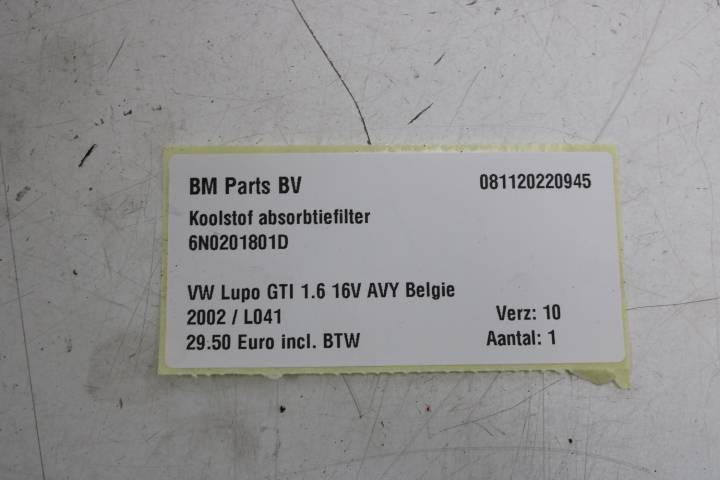 BM Parts BV 081120220945
Koolstof absorbtiefilter
6N0201801D
VW Lupo GTI 1.6 16V AVY Belgie
2002 / L041 Verz: 10
29.50 Euro incl. BTW Aantal: 1